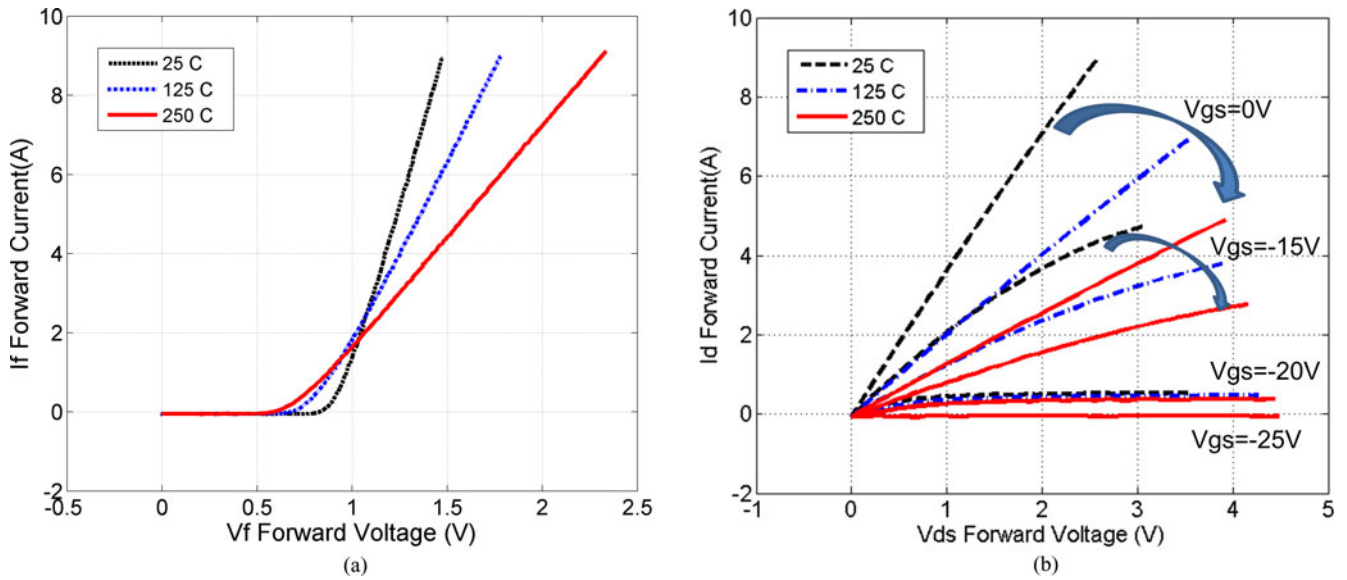 10
8
6
4
2
0
-2
If Forward Current(A)
25 C
125 C
250 C
-0.5
0
0.5
1
1.5
2
2.5
Vf Forward Voltage (V)
(a)
10
8
6
4
2
0
-2
Id Forward Current(A)
25 C
125 C
250 C
Vgs=0V
Vgs=-15V
Vgs=-20V
Vgs=-25V
-1
0
1
2
3
4
5
Vds Forward Voltage (V)
(b)